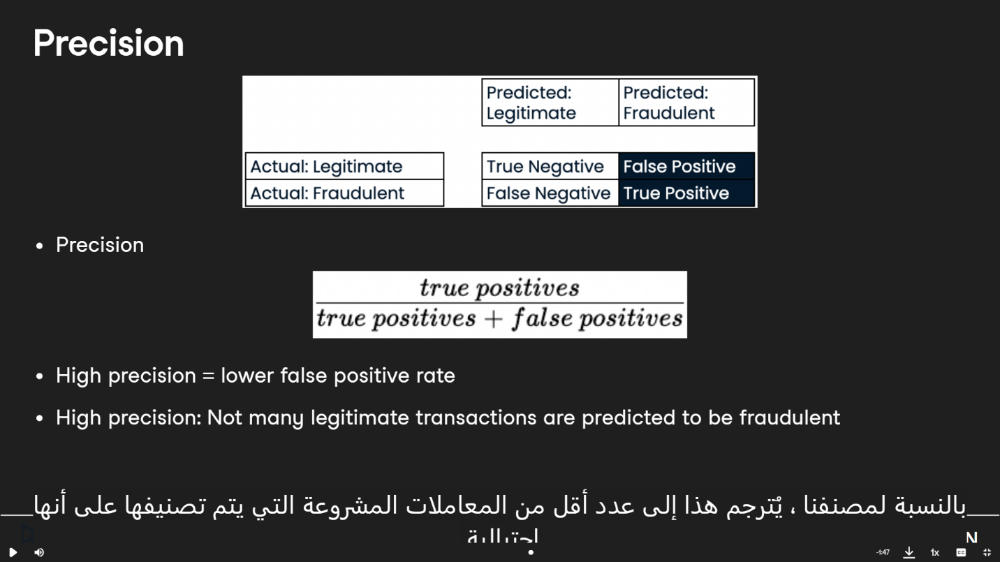 Precision
Predicted: Legitimate
Predicted: Fraudulent
Actual: Legitimate
True Negative
False Positive
Actual: Fraudulent
False Negative
True Positive
• Precision
true positives
true positives + false positives
• High precision = lower false positive rate
• High precision: Not many legitimate transactions are predicted to be fraudulent
بالنسبة لمصنفنا ، يُترجم هذا إلى عدد أقل من المعاملات المشروعة التي يتم تصنيفها على أنها
احتيالية
N
-1:47
1x
CC